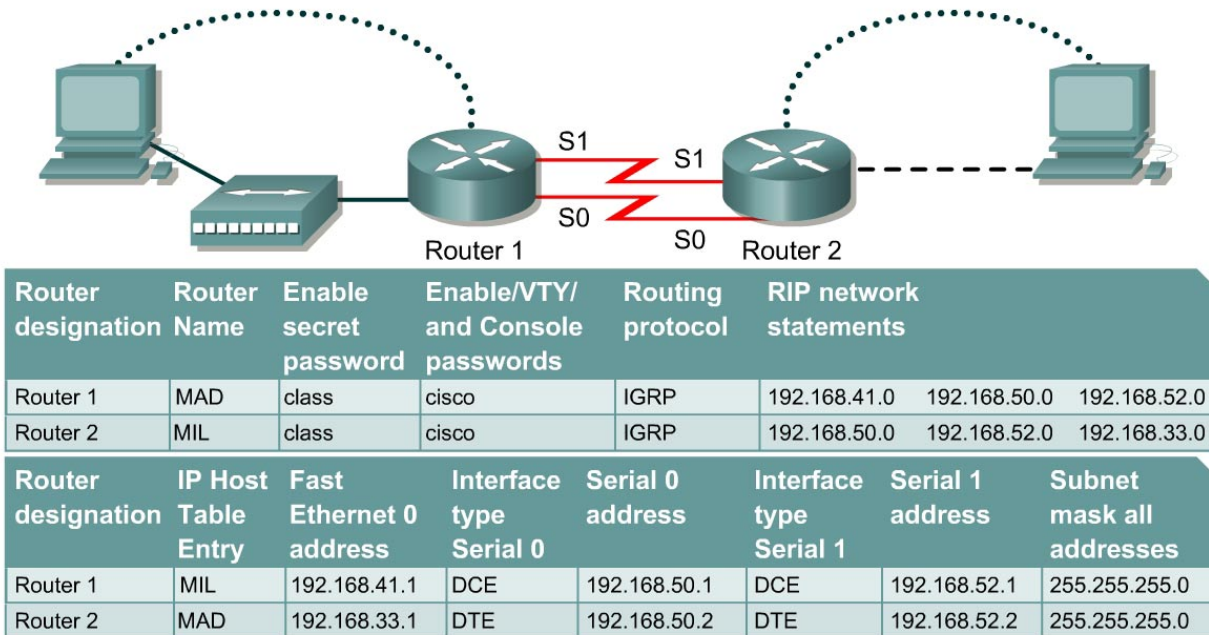 S1
S1
S0
S0
Router 1
Router 2
Router designation Router Name Enable secret password Enable/VTY/ and Console passwords Routing protocol RIP network statements
Router 1 MAD class cisco IGRP 192.168.41.0 192.168.50.0 192.168.52.0
Router 2 MIL class cisco IGRP 192.168.50.0 192.168.52.0 192.168.33.0
Router designation IP Host Table Entry Fast Ethernet 0 address Interface type Serial 0 Serial 0 address Interface type Serial 1 Serial 1 address Subnet mask all addresses
Router 1 MIL 192.168.41.1 DCE 192.168.50.1 DCE 192.168.52.1 255.255.255.0
Router 2 MAD 192.168.33.1 DTE 192.168.50.2 DTE 192.168.52.2 255.255.255.0